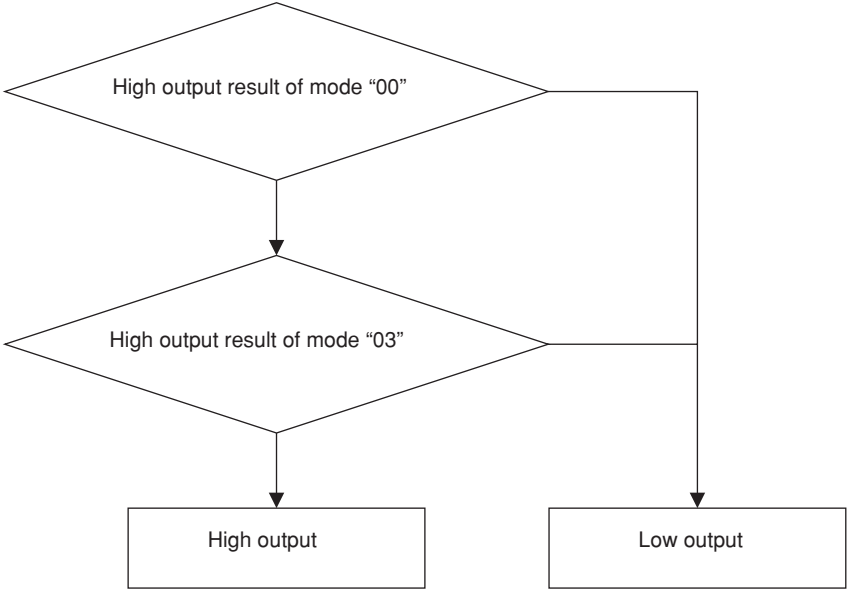 High output result of mode “00”
High output result of mode “03”
High output
Low output